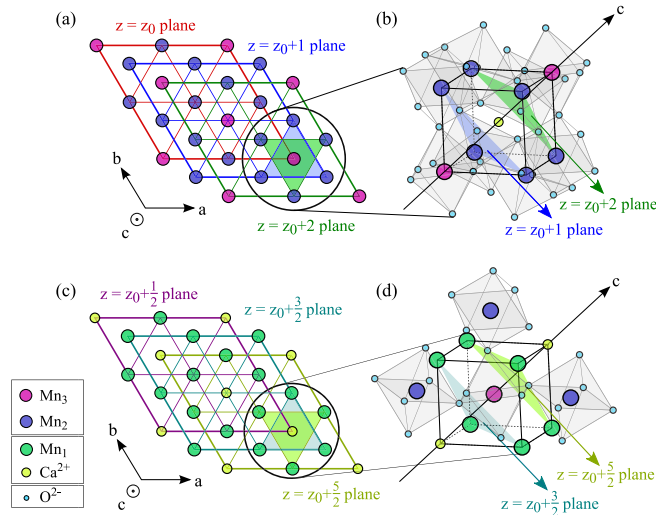 (a)
z = z₀ plane
z = z₀+1 plane
b
a
c
z = z₀+2 plane
(b)
c
z = z₀+2 plane
z = z₀+1 plane
(c)
z = z₀+1/2 plane
z = z₀+3/2 plane
b
a
c
z = z₀+5/2 plane
(d)
c
z = z₀+5/2 plane
z = z₀+3/2 plane
Mn₃
Mn₂
Mn₁
Ca²⁺
O²⁻